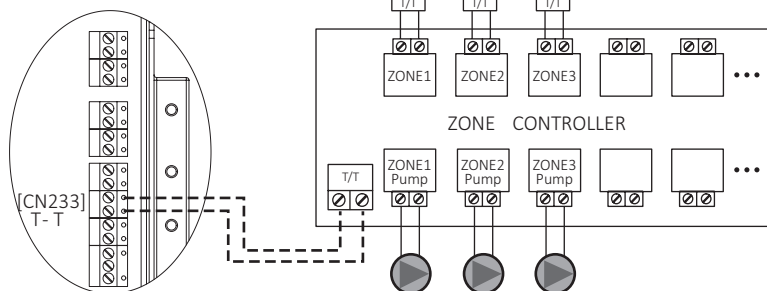 T/T T/T T/T
ZONE1 ZONE2 ZONE3
ZONE CONTROLLER
T/T
ZONE1 Pump
ZONE2 Pump
ZONE3 Pump
[CN233]
T-T